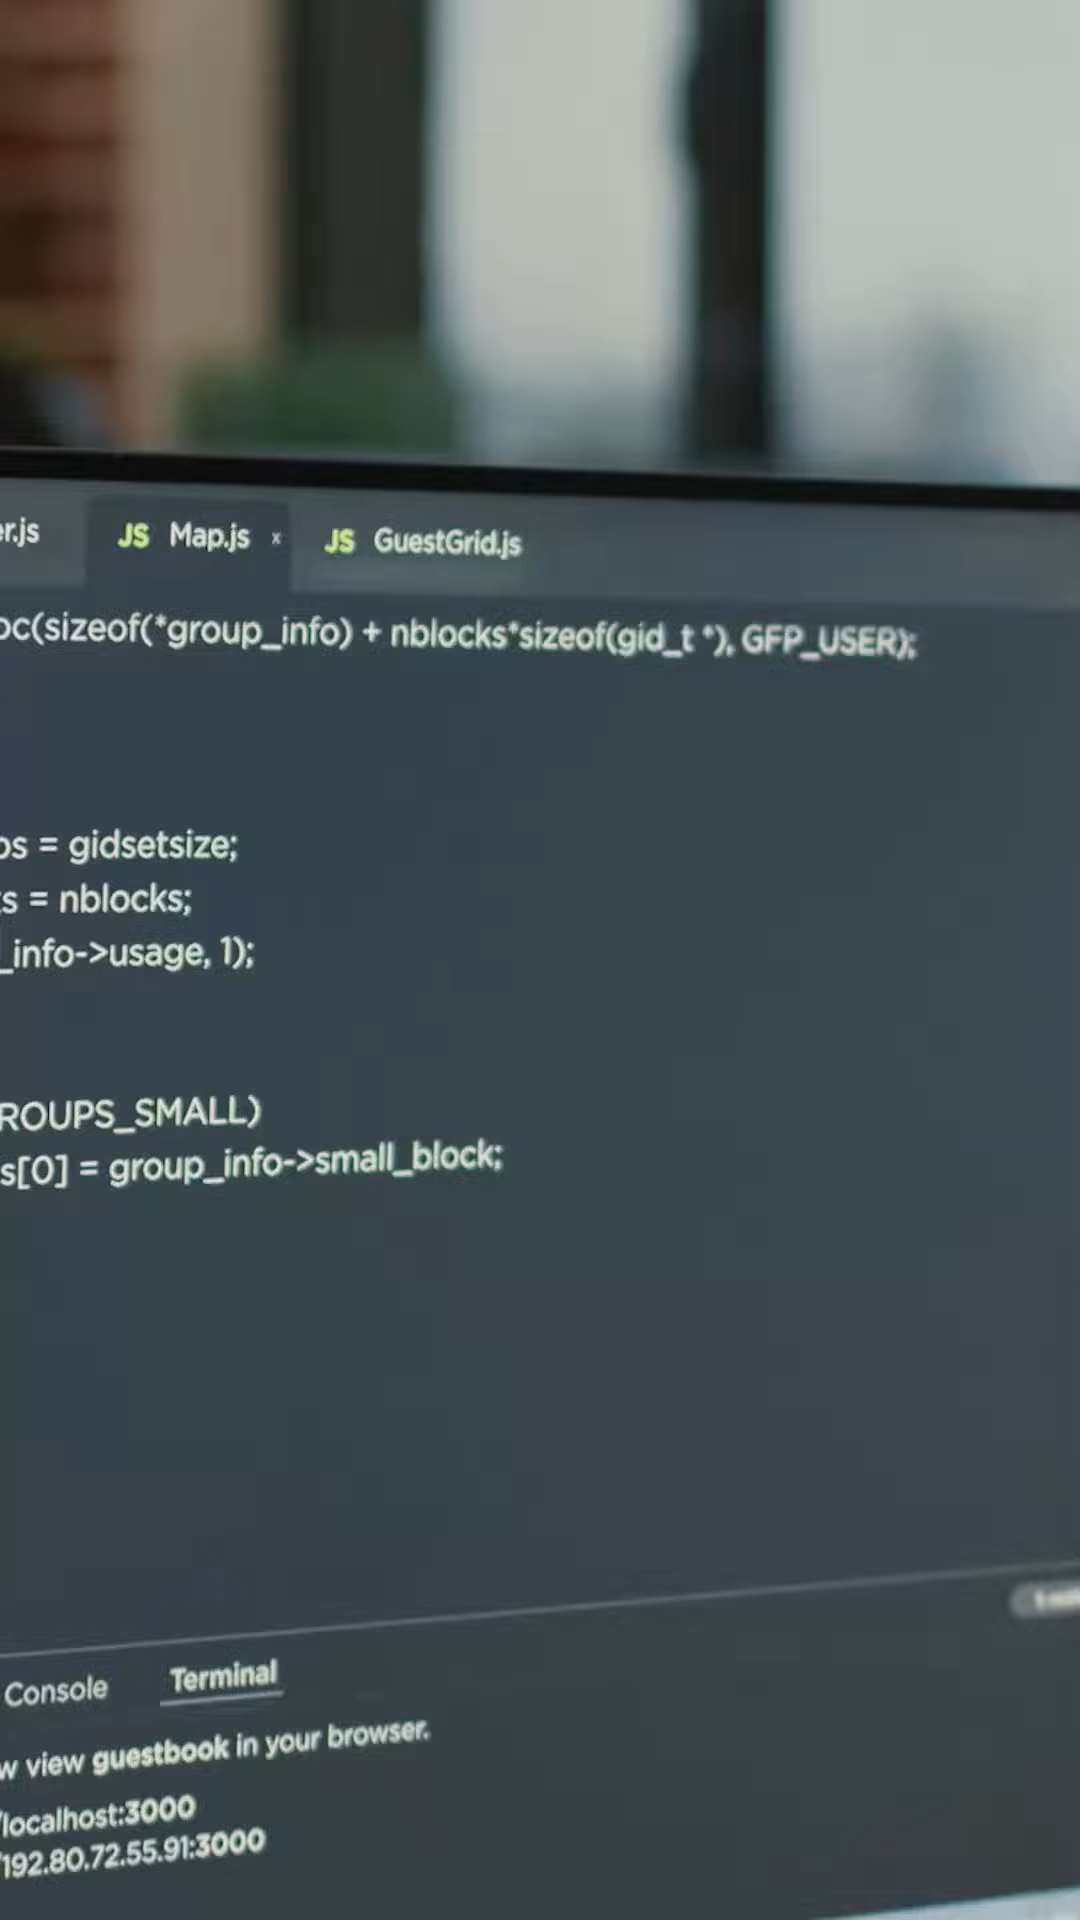 er.js JS Map.js x JS GuestGrid.js
oc(sizeof(*group_info) + nblocks*sizeof(gid_t *), GFP_USER);
os = gidsetsize;
s = nblocks;
_info->usage, 1);
ROUPS_SMALL)
s[0] = group_info->small_block;
Console Terminal
w view guestbook in your browser.
/localhost:3000
/192.80.72.55.91:3000